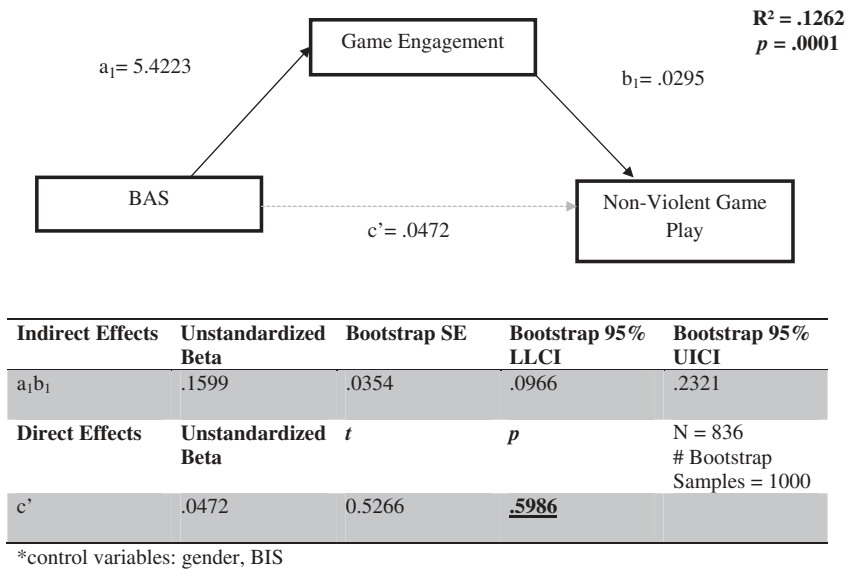 R² = .1262
p = .0001
Game Engagement
a₁= 5.4223
b₁= .0295
BAS
Non-Violent Game
Play
c’= .0472
Indirect Effects Unstandardized Beta Bootstrap SE Bootstrap 95% LLCI Bootstrap 95% UICI
a₁b₁ .1599 .0354 .0966 .2321
Direct Effects Unstandardized Beta t p N = 836 # Bootstrap Samples = 1000
c’ .0472 0.5266 .5986
*control variables: gender, BIS